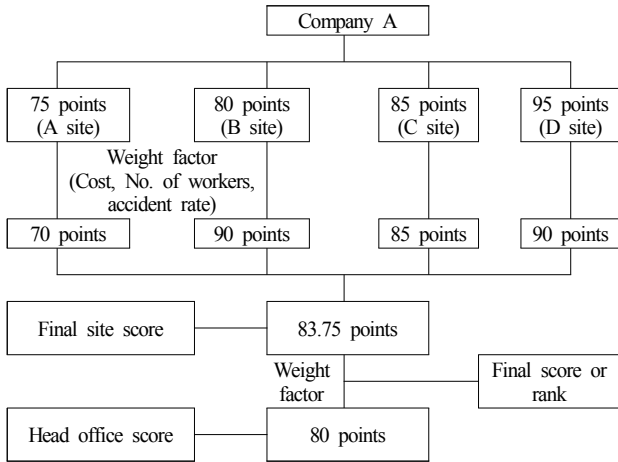 Company A
75 points
(A site)
80 points
(B site)
85 points
(C site)
95 points
(D site)
Weight factor
(Cost, No. of workers,
accident rate)
70 points
90 points
85 points
90 points
Final site score
83.75 points
Weight
factor
Final score or
rank
Head office score
80 points